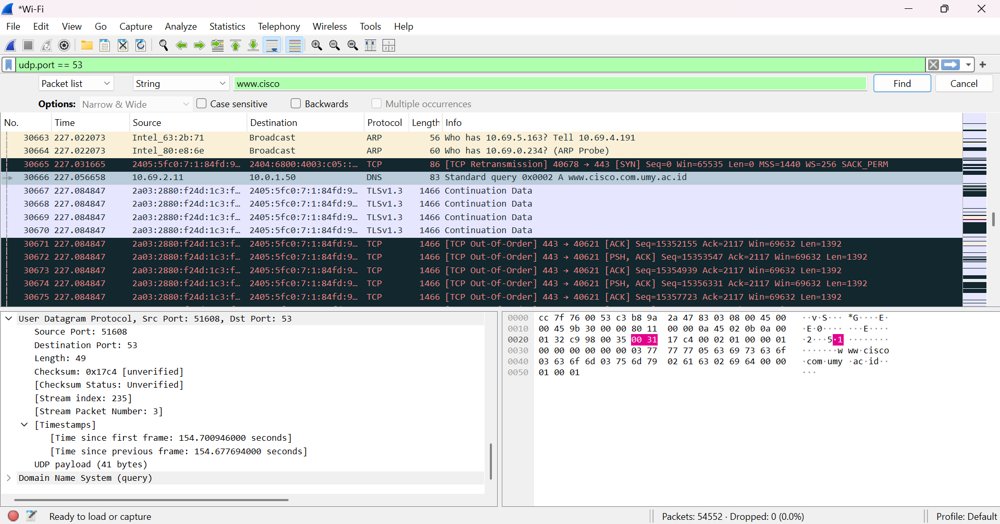 *Wi-Fi
File Edit View Go Capture Analyze Statistics Telephony Wireless Tools Help
udp.port == 53
Packet list String www.cisco Find Cancel
Options: Narrow & Wide Case sensitive Backwards Multiple occurrences
No. Time Source Destination Protocol Length Info
30663 227.022073 Intel_63:2b:71 Broadcast ARP 56 Who has 10.69.5.163? Tell 10.69.4.191
30664 227.022073 Intel_80:e8:6e Broadcast ARP 60 Who has 10.69.0.234? (ARP Probe)
30665 227.031665 2405:5fc0:7:1:84fd:9… 2404:6800:4003:c05::… TCP 86 [TCP Retransmission] 40678 → 443 [SYN] Seq=0 Win=65535 Len=0 MSS=1440 WS=256 SACK_PERM
30666 227.056658 10.69.2.11 10.0.1.50 DNS 83 Standard query 0x0002 A www.cisco.com.umy.ac.id
30667 227.084847 2a03:2880:f24d:1c3:f… 2405:5fc0:7:1:84fd:9… TLSv1.3 1466 Continuation Data
30668 227.084847 2a03:2880:f24d:1c3:f… 2405:5fc0:7:1:84fd:9… TLSv1.3 1466 Continuation Data
30669 227.084847 2a03:2880:f24d:1c3:f… 2405:5fc0:7:1:84fd:9… TLSv1.3 1466 Continuation Data
30670 227.084847 2a03:2880:f24d:1c3:f… 2405:5fc0:7:1:84fd:9… TLSv1.3 1466 Continuation Data
30671 227.084847 2a03:2880:f24d:1c3:f… 2405:5fc0:7:1:84fd:9… TCP 1466 [TCP Out-Of-Order] 443 → 40621 [ACK] Seq=15352155 Ack=2117 Win=69632 Len=1392
30672 227.084847 2a03:2880:f24d:1c3:f… 2405:5fc0:7:1:84fd:9… TCP 1466 [TCP Out-Of-Order] 443 → 40621 [PSH, ACK] Seq=15353547 Ack=2117 Win=69632 Len=1392
30673 227.084847 2a03:2880:f24d:1c3:f… 2405:5fc0:7:1:84fd:9… TCP 1466 [TCP Out-Of-Order] 443 → 40621 [ACK] Seq=15354939 Ack=2117 Win=69632 Len=1392
30674 227.084847 2a03:2880:f24d:1c3:f… 2405:5fc0:7:1:84fd:9… TCP 1466 [TCP Out-Of-Order] 443 → 40621 [PSH, ACK] Seq=15356331 Ack=2117 Win=69632 Len=1392
30675 227.084847 2a03:2880:f24d:1c3:f… 2405:5fc0:7:1:84fd:9… TCP 1466 [TCP Out-Of-Order] 443 → 40621 [ACK] Seq=15357723 Ack=2117 Win=69632 Len=1392
User Datagram Protocol, Src Port: 51608, Dst Port: 53
Source Port: 51608
Destination Port: 53
Length: 49
Checksum: 0x17c4 [unverified]
[Checksum Status: Unverified]
[Stream index: 235]
[Stream Packet Number: 3]
[Timestamps]
[Time since first frame: 154.700946000 seconds]
[Time since previous frame: 154.677694000 seconds]
UDP payload (41 bytes)
Domain Name System (query)
0000 cc 7f 76 00 53 c3 b8 9a 2a 47 83 03 08 00 45 00 ··v·S··· *G····E·
0010 00 45 9b 30 00 00 80 11 00 00 0a 45 02 0b 0a 00 ·E·0···· ···E····
0020 01 32 c9 98 00 35 00 31 17 c4 00 02 01 00 00 01 ·2···5·1 ········
0030 00 00 00 00 00 00 03 77 77 77 05 63 69 73 63 6f ·······w ww·cisco
0040 03 63 6f 6d 03 75 6d 79 02 61 63 02 69 64 00 00 ·com·umy ·ac·id··
0050 01 00 01 ···
Ready to load or capture Packets: 54552 · Dropped: 0 (0.0%) Profile: Default